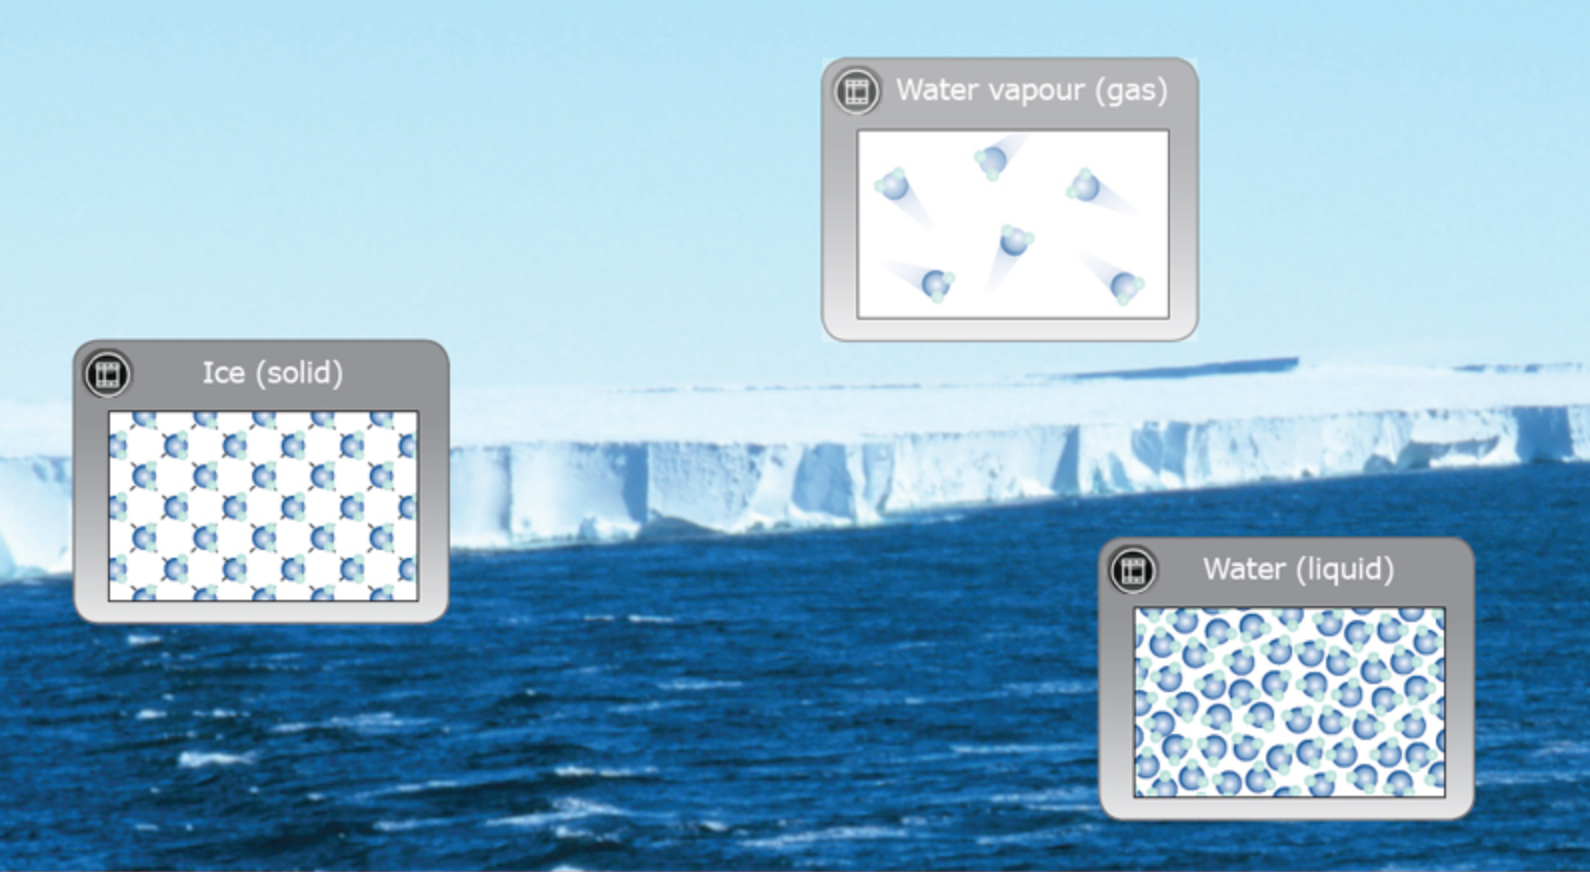 Water vapour (gas)
Ice (solid)
Water (liquid)